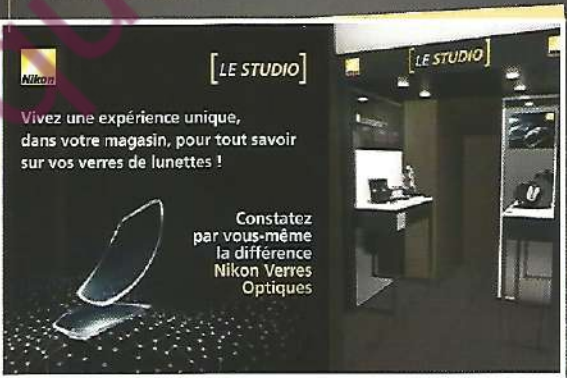 Nikon
[LE STUDIO]
Vivez une expérience unique,
dans votre magasin, pour tout savoir
sur vos verres de lunettes !
Constatez
par vous-même
la différence
Nikon Verres
Optiques
[LE STUDIO]